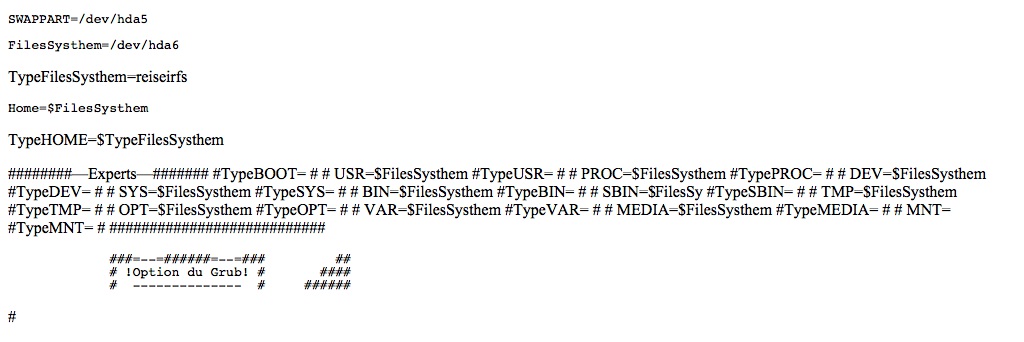 SWAPPART=/dev/hda5
FilesSysthem=/dev/hda6
TypeFilesSysthem=reiseirfs
Home=$FilesSysthem
TypeHOME=$TypeFilesSysthem
########—Experts—####### #TypeBOOT= # # USR=$FilesSysthem #TypeUSR= # # PROC=$FilesSysthem #TypePROC= # # DEV=$FilesSysthem
#TypeDEV= # # SYS=$FilesSysthem #TypeSYS= # # BIN=$FilesSysthem #TypeBIN= # # SBIN=$FilesSy #TypeSBIN= # # TMP=$FilesSysthem
#TypeTMP= # # OPT=$FilesSysthem #TypeOPT= # # VAR=$FilesSysthem #TypeVAR= # # MEDIA=$FilesSysthem #TypeMEDIA= # # MNT=
#TypeMNT= # ###########################
###=--=######=--=### ##
# !Option du Grub! # ####
# -------------- # ######
#